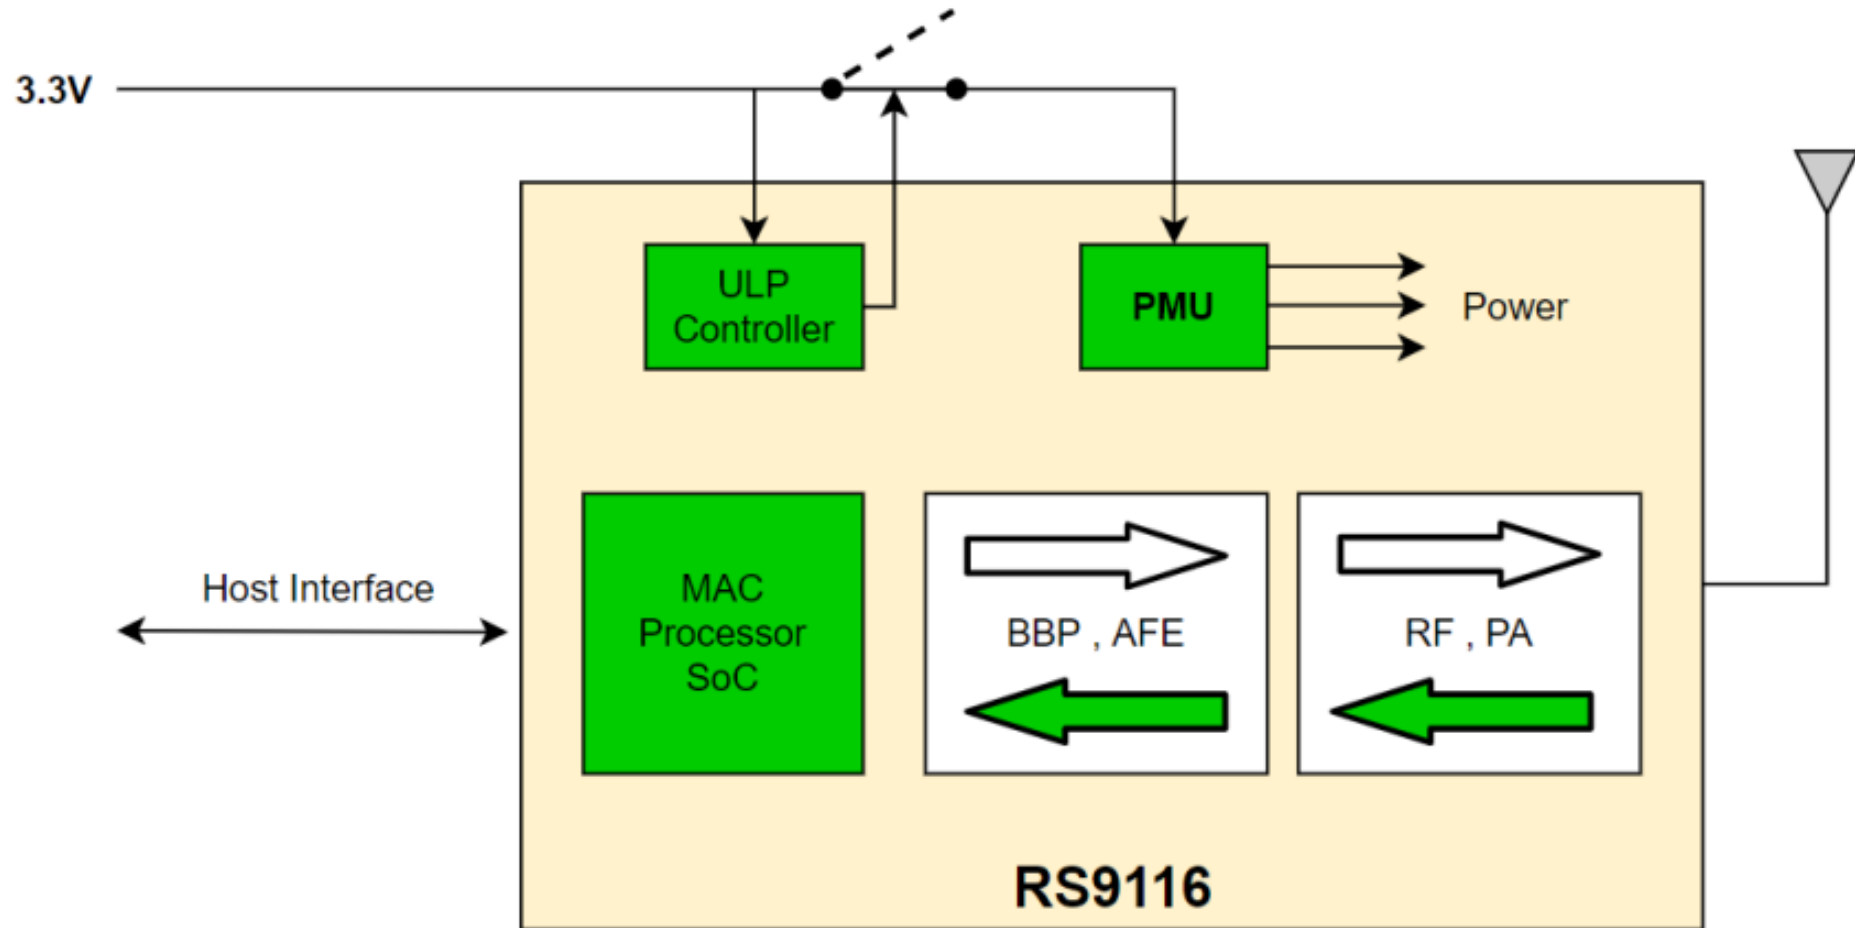 3.3V
ULP
Controller
PMU
Power
Host Interface
MAC
Processor
SoC
BBP , AFE
RF , PA
RS9116